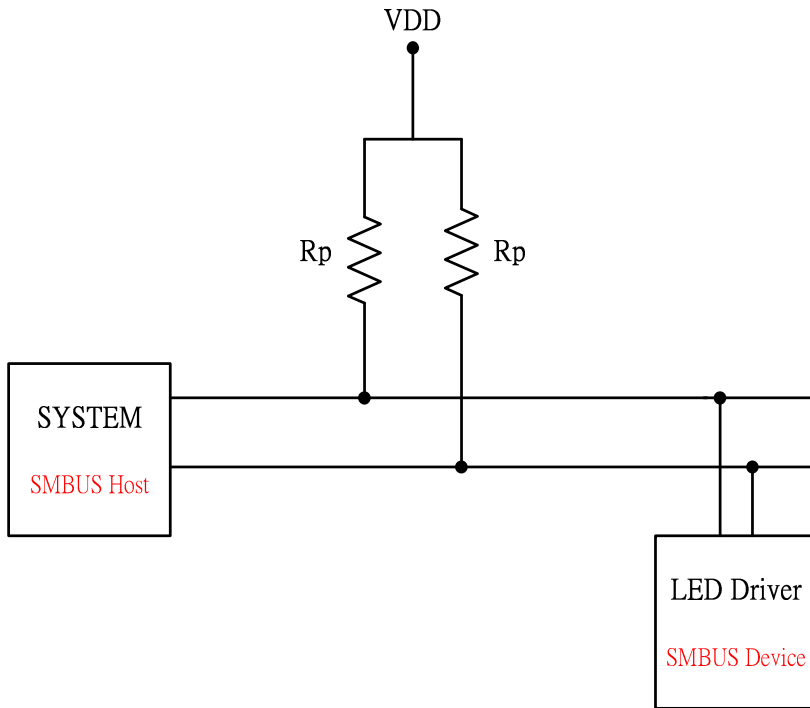 VDD
Rp
Rp
SYSTEM
SMBUS Host
LED Driver
SMBUS Device